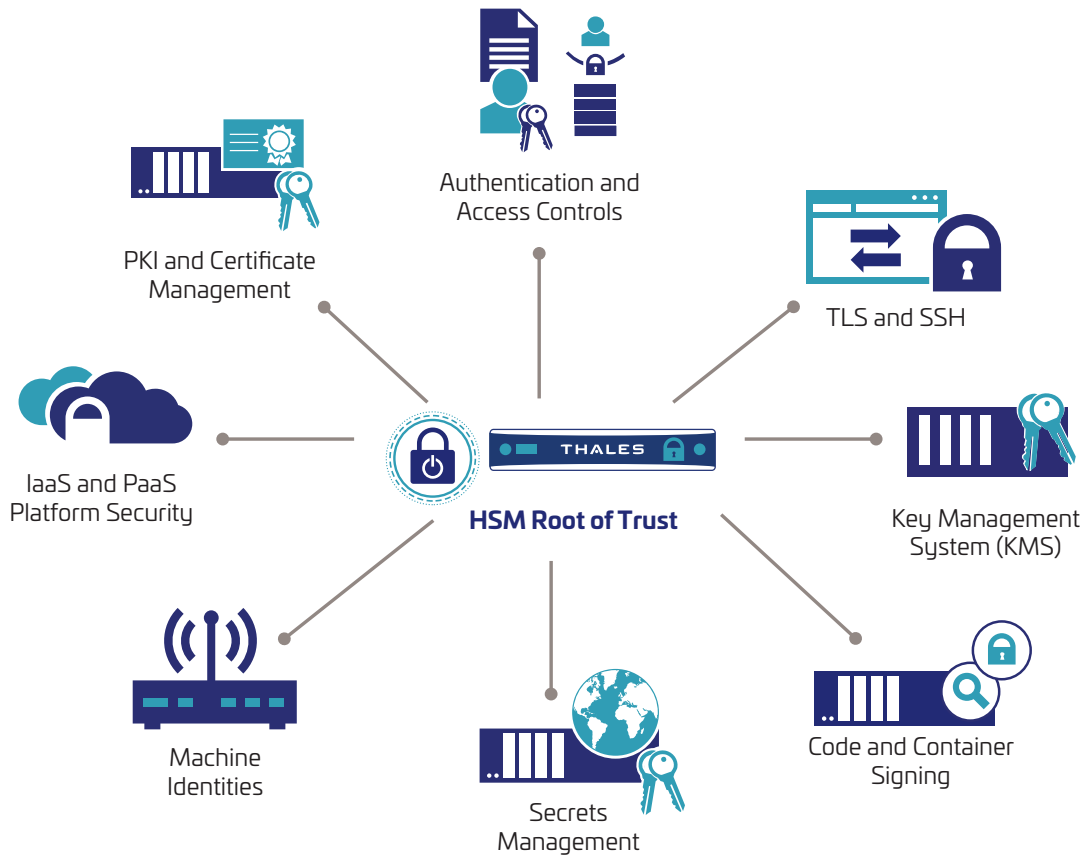 Authentication and
Access Controls
PKI and Certificate
Management
TLS and SSH
IaaS and PaaS
Platform Security
THALES
HSM Root of Trust
Key Management
System (KMS)
Machine
Identities
Secrets
Management
Code and Container
Signing